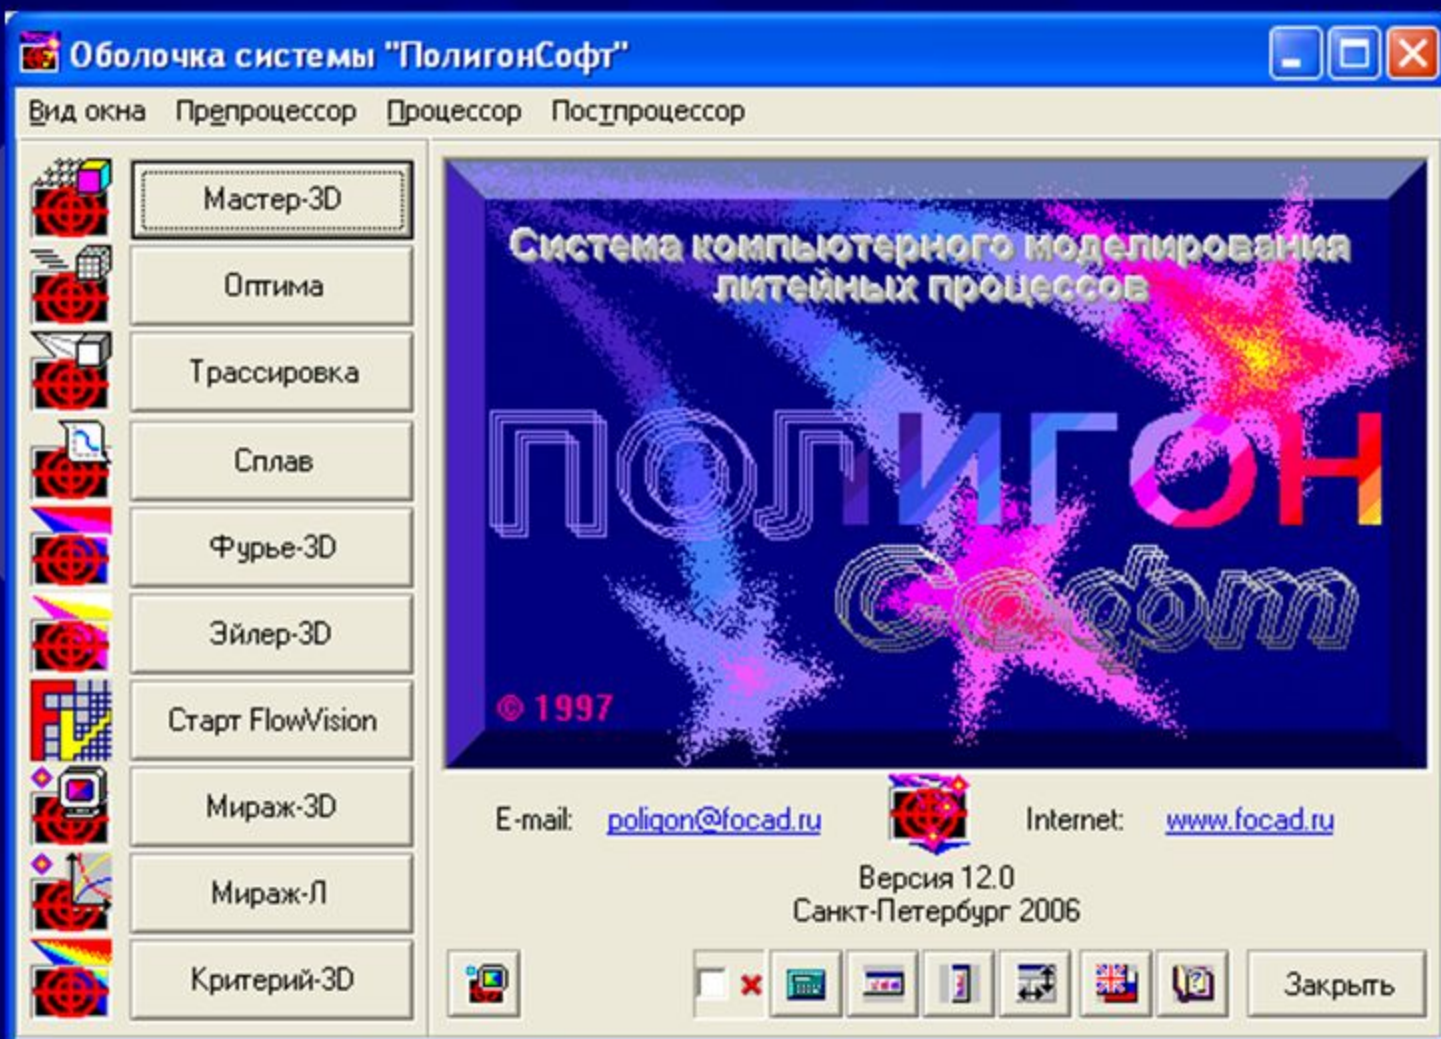 Оболочка системы "ПолигонСофт"
Вид окна Препроцессор Процессор Постпроцессор
Мастер-3D
Оптима
Трассировка
Сплав
Фурье-3D
Эйлер-3D
Старт FlowVision
Мираж-3D
Мираж-Л
Критерий-3D
Система компьютерного моделирования
литейных процессов
ПОЛИГОН
Софт
© 1997
E-mail: poligon@focad.ru Internet: www.focad.ru
Версия 12.0
Санкт-Петербург 2006
Закрыть